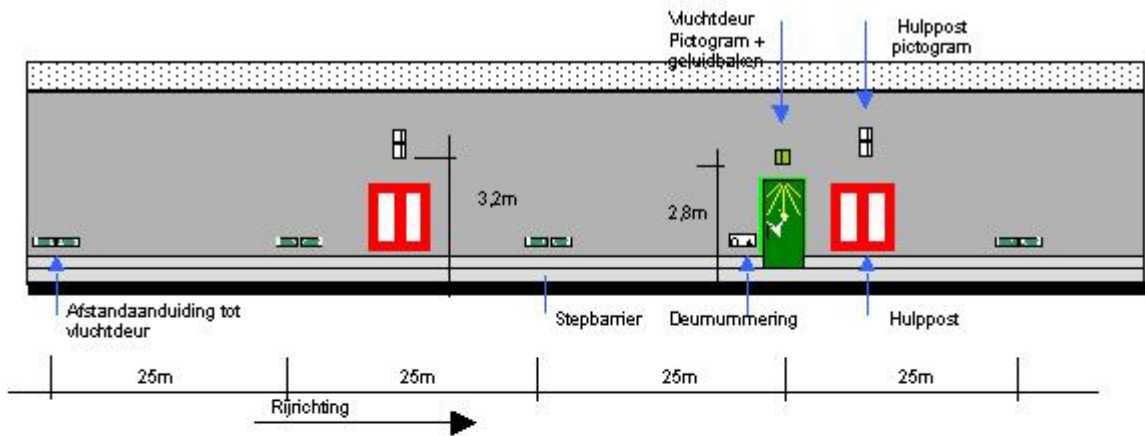 Vluchtdeur
Pictogram +
geluidbaken
Hulppost
pictogram
3,2m
2,8m
Afstandaanduiding tot
vluchtdeur
Stepbarrier
Deurnummering
Hulppost
25m
25m
25m
25m
Rijrichting